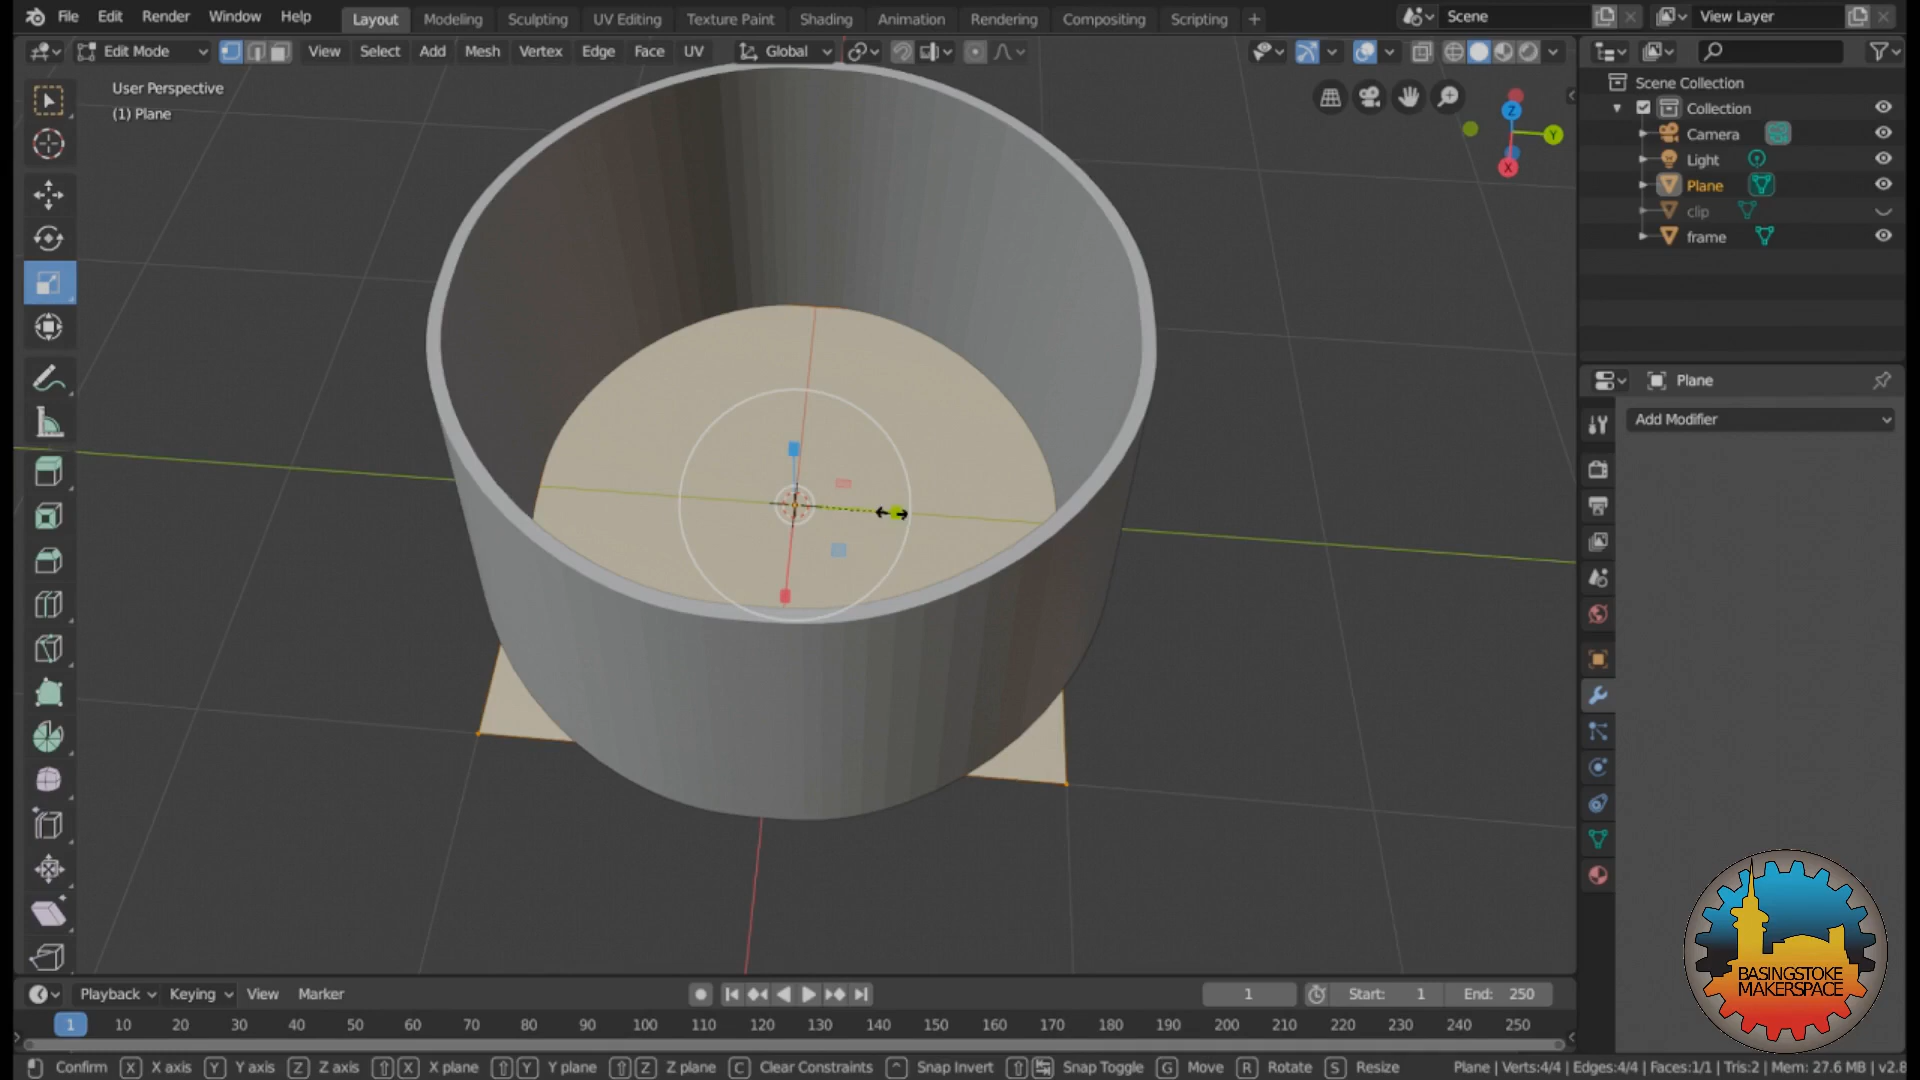 File Edit Render Window Help Layout Modeling Sculpting UV Editing Texture Paint Shading Animation Rendering Compositing Scripting + Scene View Layer
Edit Mode View Select Add Mesh Vertex Edge Face UV Global
User Perspective
(1) Plane
Z
Y
X
Scene Collection
Collection
Camera
Light
Plane
clip
frame
Plane
Add Modifier
BASINGSTOKE
MAKERSPACE
Playback Keying View Marker 1 Start: 1 End: 250
1 10 20 30 40 50 60 70 80 90 100 110 120 130 140 150 160 170 180 190 200 210 220 230 240 250
Confirm X X axis Y Y axis Z Z axis X X plane Y Y plane Z Z plane C Clear Constraints Snap Invert Snap Toggle G Move R Rotate S Resize Plane | Verts:4/4 | Edges:4/4 | Faces:1/1 | Tris:2 | Mem: 27.6 MB | v2.8